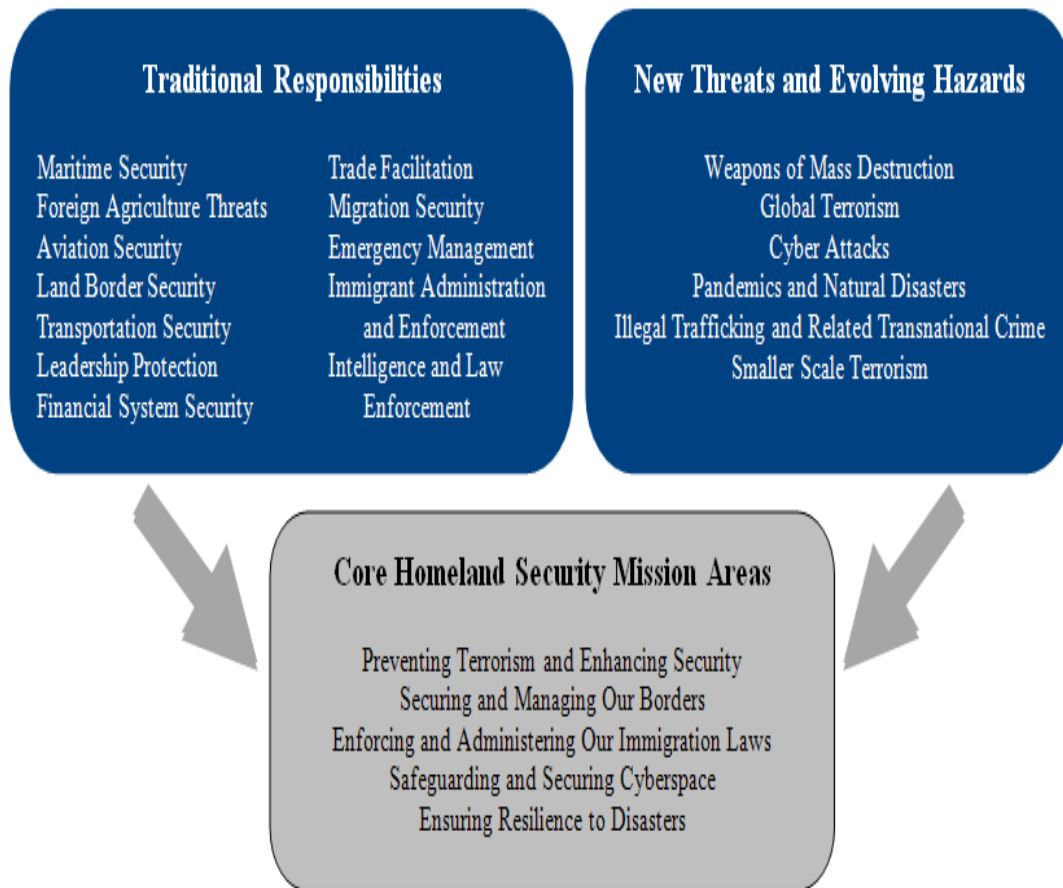 Traditional Responsibilities
Maritime Security
Foreign Agriculture Threats
Aviation Security
Land Border Security
Transportation Security
Leadership Protection
Financial System Security
Trade Facilitation
Migration Security
Emergency Management
Immigrant Administration
and Enforcement
Intelligence and Law
Enforcement
New Threats and Evolving Hazards
Weapons of Mass Destruction
Global Terrorism
Cyber Attacks
Pandemics and Natural Disasters
Illegal Trafficking and Related Transnational Crime
Smaller Scale Terrorism
Core Homeland Security Mission Areas
Preventing Terrorism and Enhancing Security
Securing and Managing Our Borders
Enforcing and Administering Our Immigration Laws
Safeguarding and Securing Cyberspace
Ensuring Resilience to Disasters